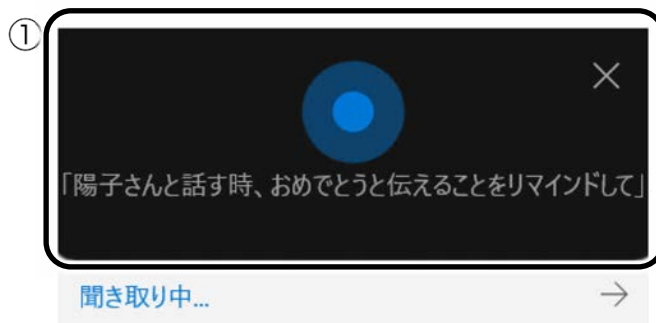 ①
「陽子さんと話す時、おめでとうと伝えることをリマインドして」
聞き取り中...